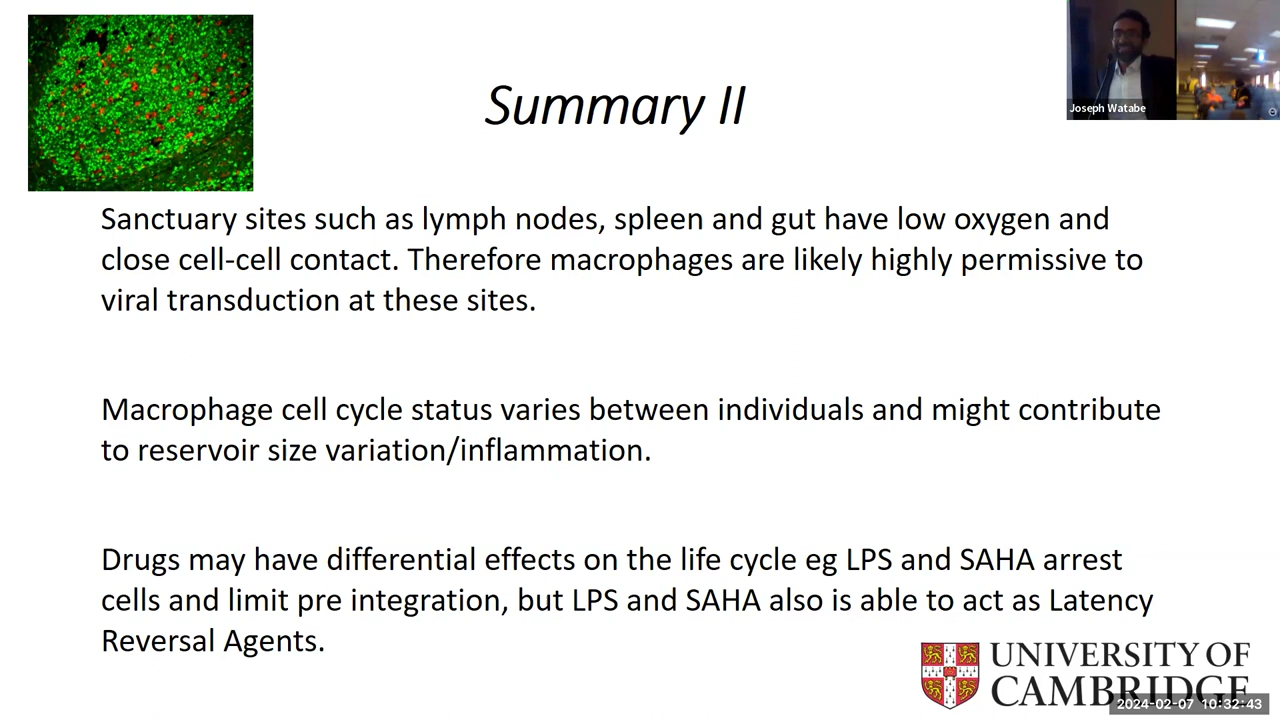 Summary II
Joseph Watabe
Sanctuary sites such as lymph nodes, spleen and gut have low oxygen and
close cell-cell contact. Therefore macrophages are likely highly permissive to
viral transduction at these sites.
Macrophage cell cycle status varies between individuals and might contribute
to reservoir size variation/inflammation.
Drugs may have differential effects on the life cycle eg LPS and SAHA arrest
cells and limit pre integration, but LPS and SAHA also is able to act as Latency
Reversal Agents.
UNIVERSITY OF
CAMBRIDGE
2024-02-07 10:32:43